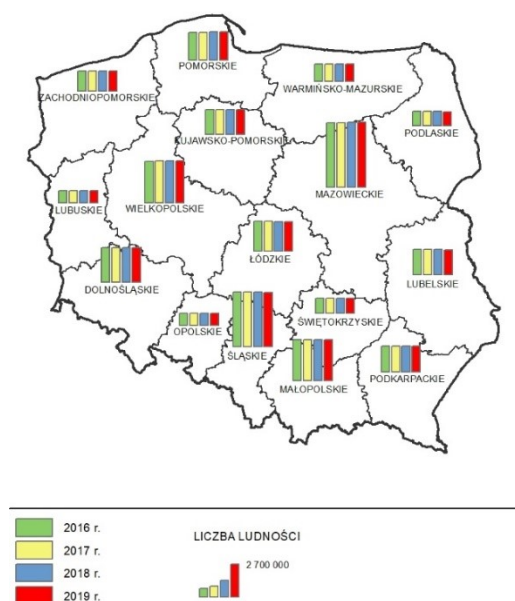 POMORSKIE
ZACHODNIOPOMORSKIE
WARMIŃSKO-MAZURSKIE
PODLASKIE
KUJAWSKO-POMORSKIE
MAZOWIECKIE
LUBUSKIE
WIELKOPOLSKIE
ŁÓDZKIE
LUBELSKIE
DOLNOŚLĄSKIE
OPOLSKIE
ŚWIĘTOKRZYSKIE
ŚLĄSKIE
MAŁOPOLSKIE
PODKARPACKIE
2016 r.
2017 r.
2018 r.
2019 r.
LICZBA LUDNOŚCI
2 700 000